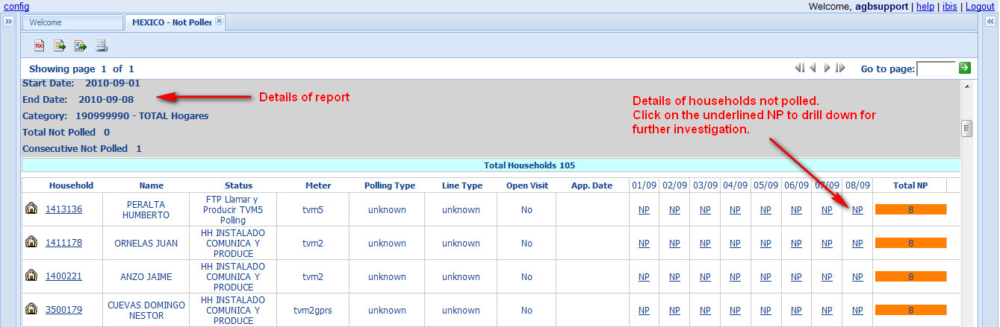 config
Welcome, agbsupport | help | ibis | Logout
Welcome
MEXICO - Not Polled
TOC
Showing page 1 of 1
Go to page:
Start Date: 2010-09-01
End Date: 2010-09-08
Category: 190999990 - TOTAL Hogares
Total Not Polled 0
Consecutive Not Polled 1
Details of report
Details of households not polled.
Click on the underlined NP to drill down for
further investigation.
Total Households 105
Household Name Status Meter Polling Type Line Type Open Visit App. Date 01/09 02/09 03/09 04/09 05/09 06/09 07/09 08/09 Total NP
1413136 PERALTA HUMBERTO FTP Llamar y Producir TVM5 Polling tvm5 unknown unknown No NP NP NP NP NP NP NP NP 8
1411178 ORNELAS JUAN HH INSTALADO COMUNICA Y PRODUCE tvm2 unknown unknown No NP NP NP NP NP NP NP NP 8
1400221 ANZO JAIME HH INSTALADO COMUNICA Y PRODUCE tvm2 unknown unknown No NP NP NP NP NP NP NP NP 8
3500179 CUEVAS DOMINGO NESTOR HH INSTALADO COMUNICA Y PRODUCE tvm2gprs unknown unknown No NP NP NP NP NP NP NP NP 8